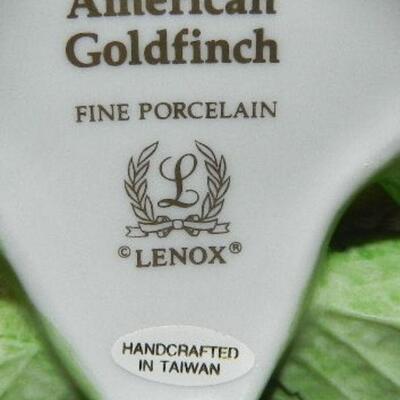 American
Goldfinch
FINE PORCELAIN
L
© LENOX®
HANDCRAFTED
IN TAIWAN